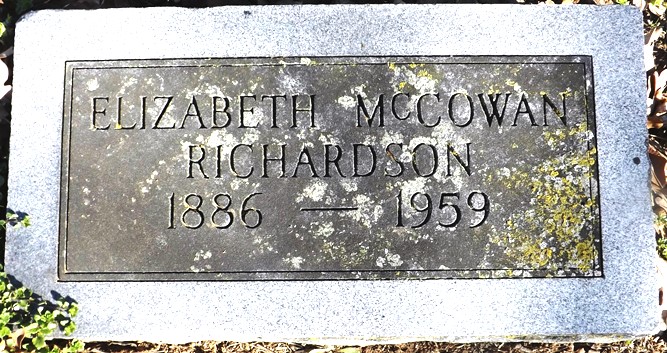 ELIZABETH McCOWAN
RICHARDSON
1886 — 1959